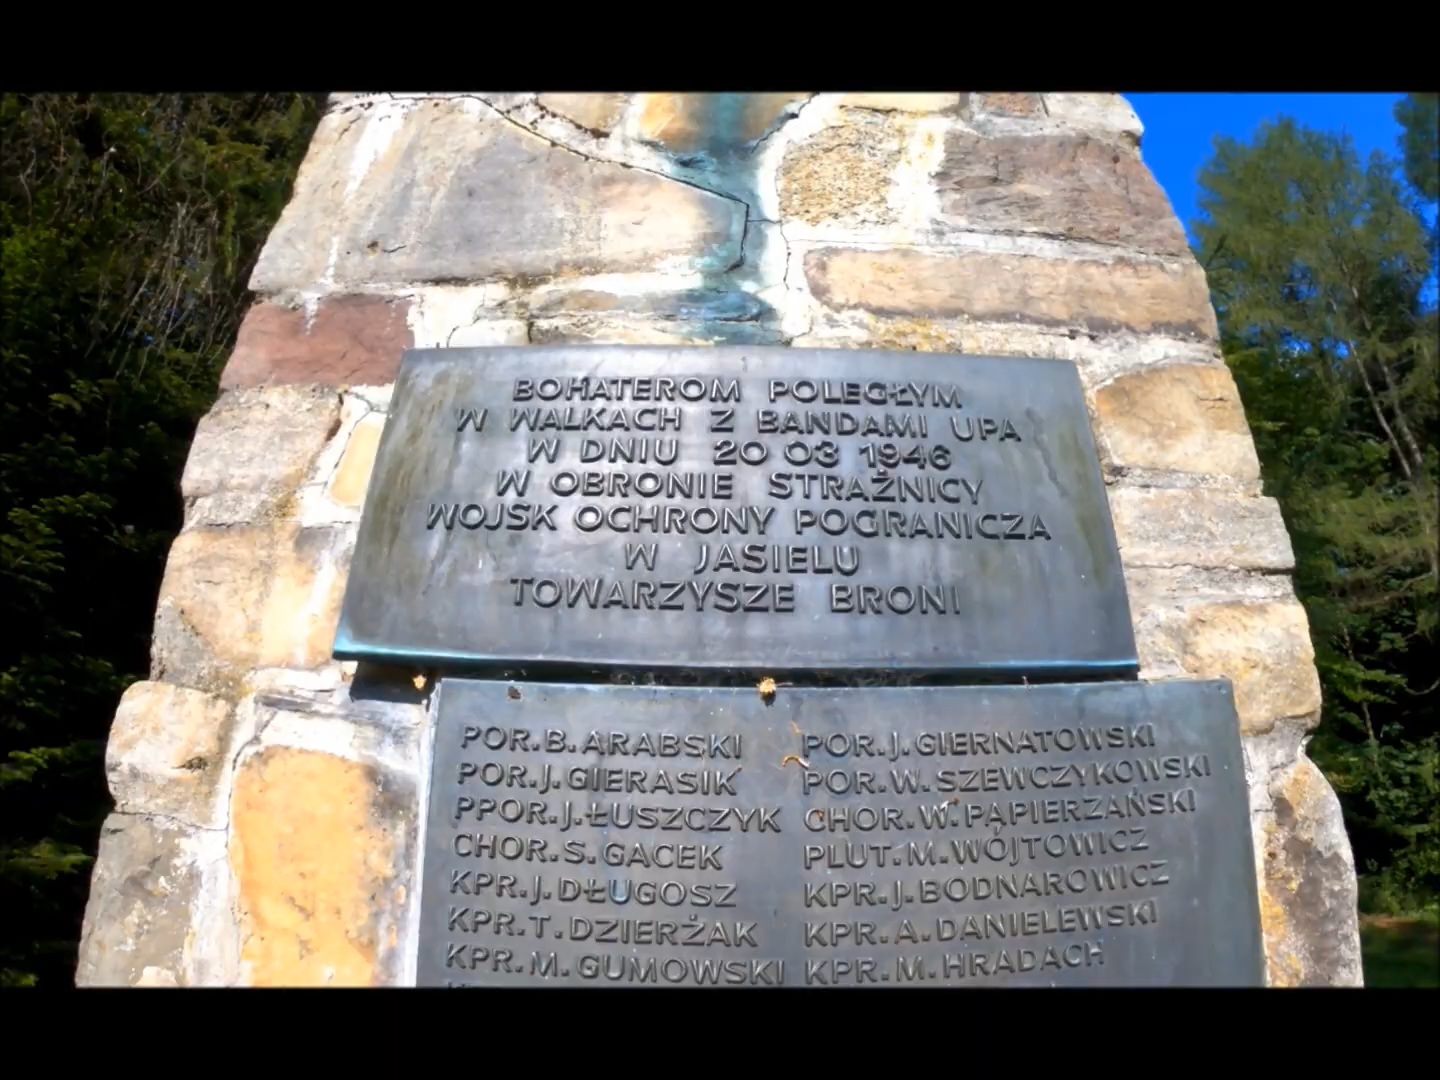 BOHATEROM POLEGŁYM
W WALKACH Z BANDAMI UPA
W DNIU 20 03 1946
W OBRONIE STRAŻNICY
WOJSK OCHRONY POGRANICZA
W JASIELU
TOWARZYSZE BRONI
POR.B.ARABSKI
POR.J.GIERASIK
PPOR.J.ŁUSZCZYK
CHOR.S.GACEK
KPR.J.DŁUGOSZ
KPR.T.DZIERŻAK
KPR.M.GUMOWSKI
POR.J.GIERNATOWSKI
POR.W.SZEWCZYKOWSKI
CHOR.W.PAPIERZAŃSKI
PLUT.M.WÓJTOWICZ
KPR.J.BODNAROWICZ
KPR.A.DANIELEWSKI
KPR.M.HRADACH